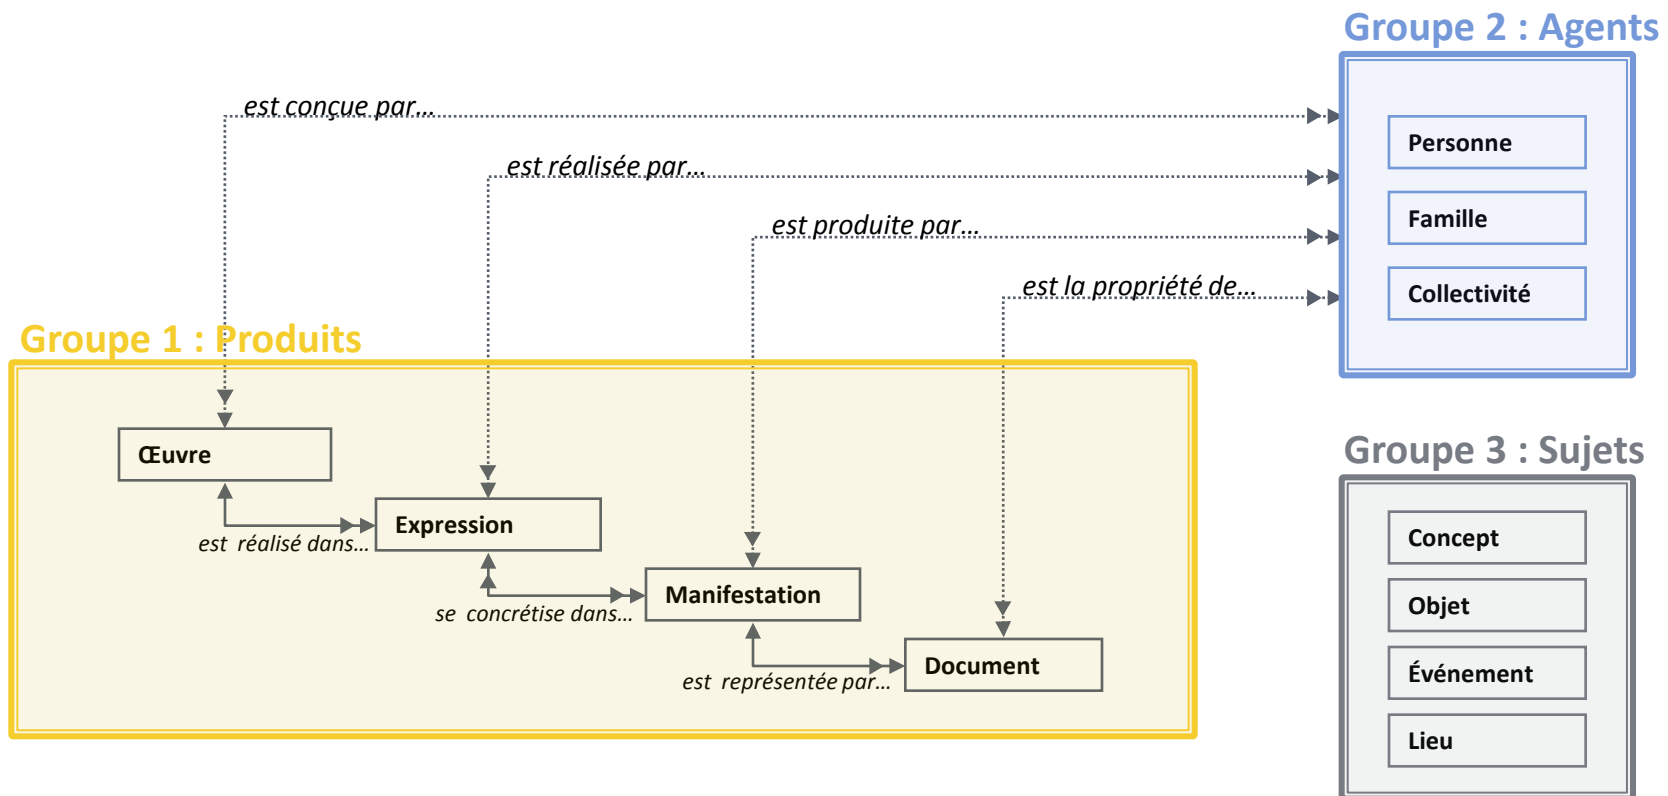 Groupe 2 : Agents
est conçue par...
Personne
est réalisée par...
Famille
est produite par...
est la propriété de...
Collectivité
Groupe 1 : Produits
Œuvre
Expression
est  réalisé dans...
Manifestation
se  concrétise dans...
Document
est  représentée par...
Groupe 3 : Sujets
Concept
Objet
Événement
Lieu